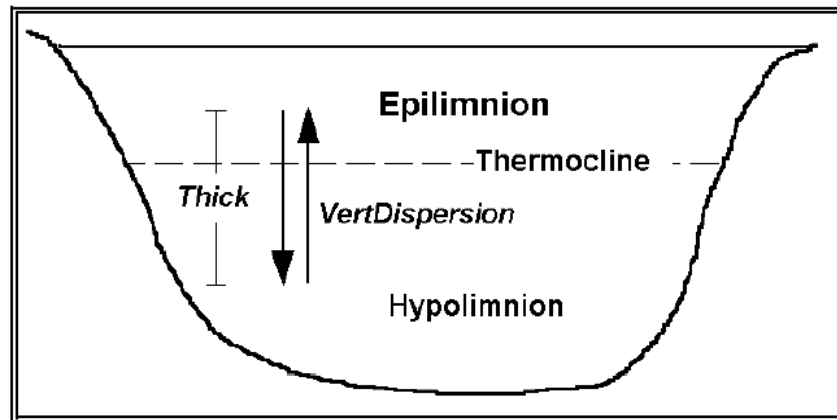 Epilimnion
Thermocline
Thick
VertDispersion
Hypolimnion